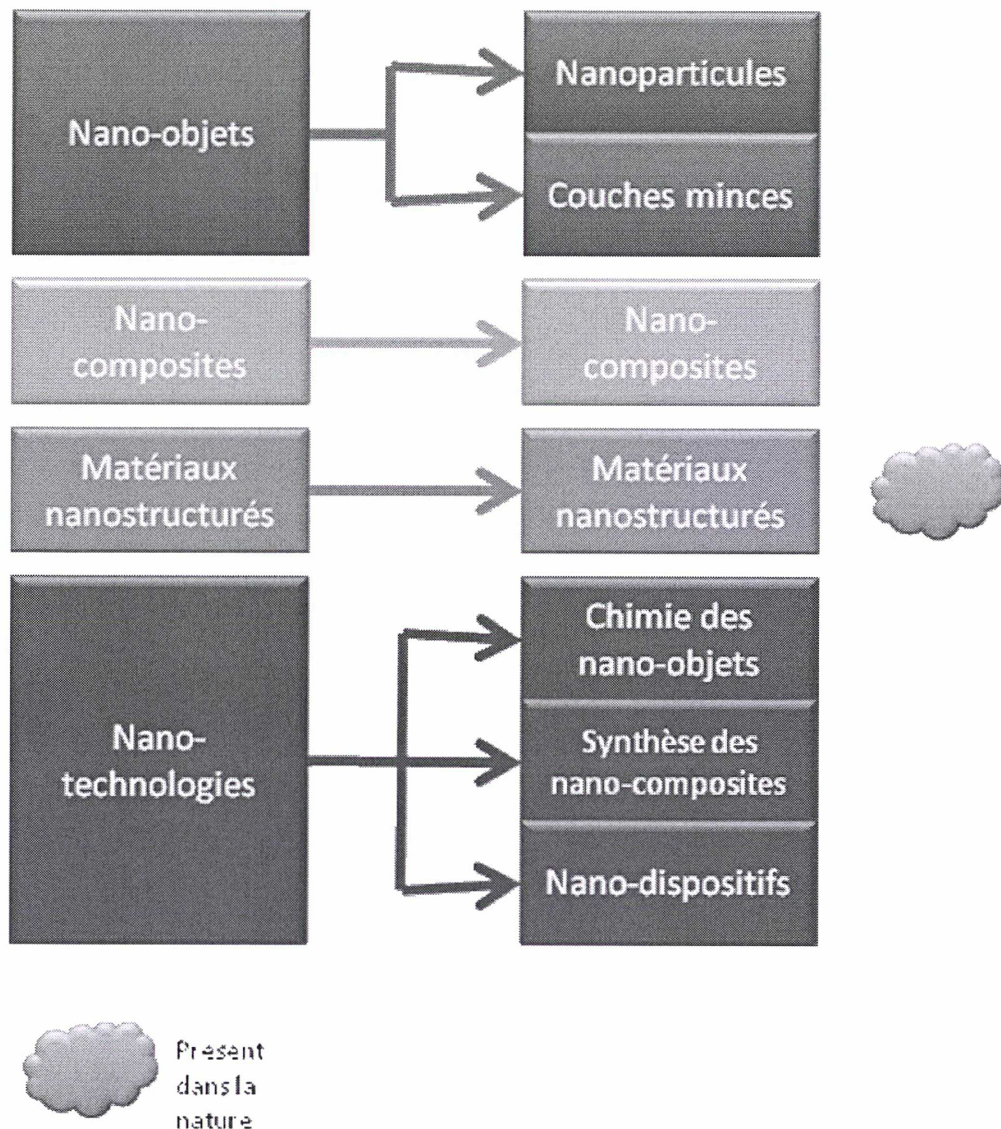 Nano-objets
Nanoparticules
Couches minces
Nano-
composites
Nano-
composites
Matériaux
nanostructurés
Matériaux
nanostructurés
Nano-
technologies
Chimie des
nano-objets
Synthèse des
nano-composites
Nano-dispositifs
Présent
dans la
nature